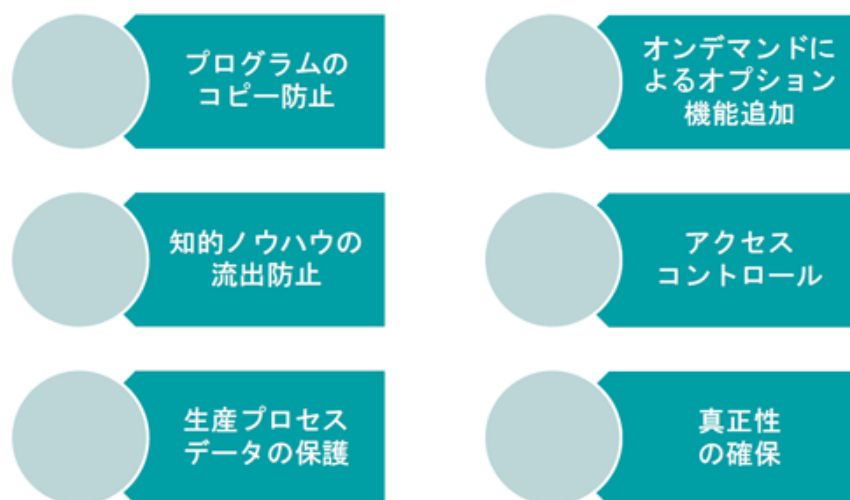 プログラムの
コピー防止
オンデマンドに
よるオプション
機能追加
知的ノウハウの
流出防止
アクセス
コントロール
生産プロセス
データの保護
真正性
の確保